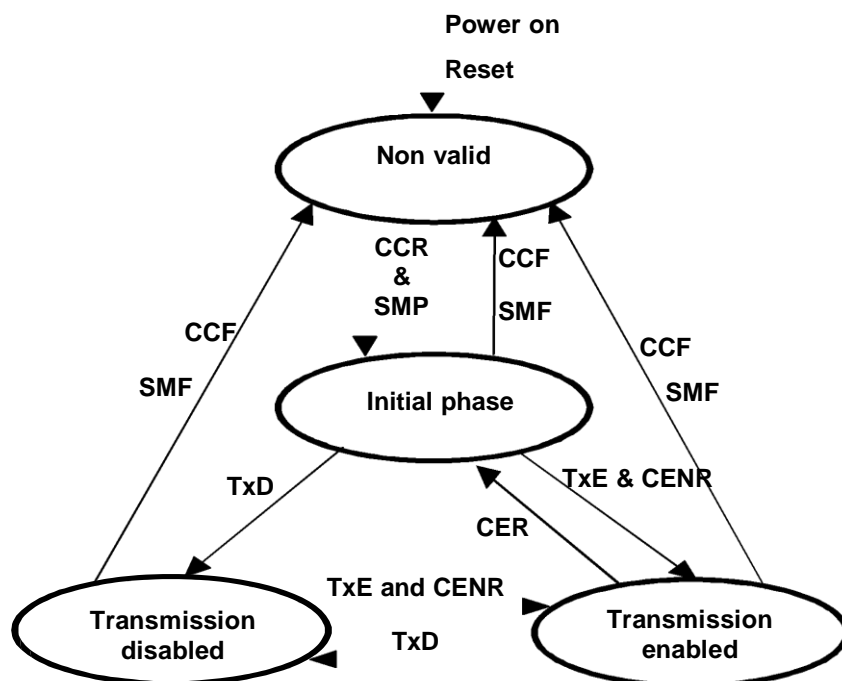 Power on
Reset
Non valid
CCR
&
SMP
CCF
SMF
CCF
SMF
CCF
SMF
Initial phase
TxD
TxE & CENR
CER
TxE and CENR
TxD
Transmission
disabled
Transmission
enabled